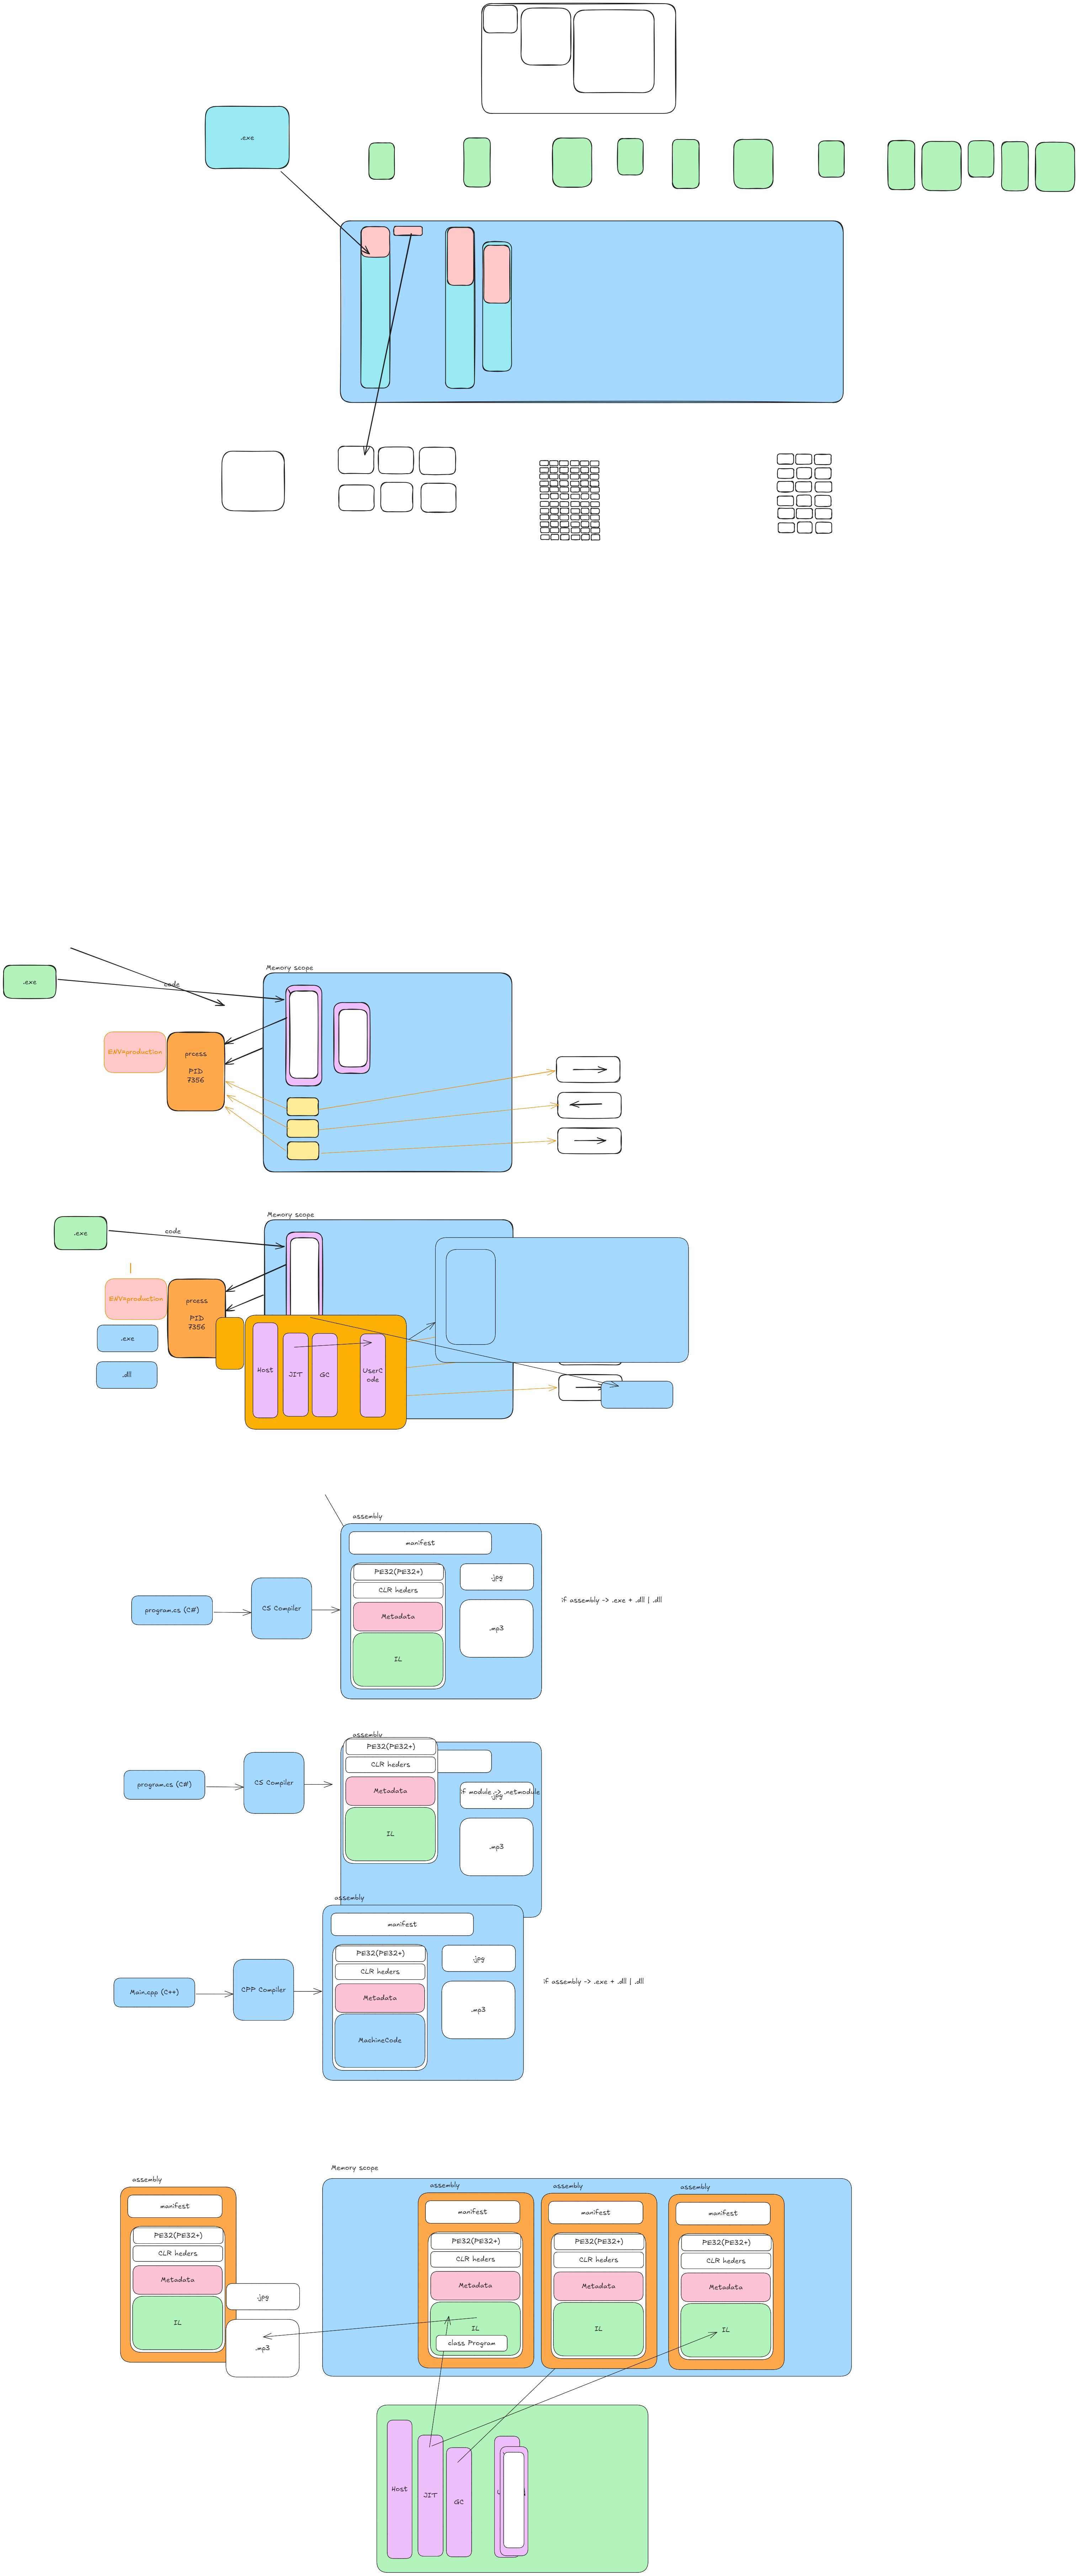 .exe
Memory scope
.exe
code
ENV=production
prcess
PID
7356
Memory scope
.exe
code
ENV=production
prcess
PID
7356
.exe
.dll
Host
JIT
GC
UserC
ode
assembly
manifest
PE32(PE32+)
CLR heders
Metadata
IL
.jpg
.mp3
program.cs (C#)
CS Compiler
if assembly -> .exe + .dll | .dll
assembly
PE32(PE32+)
CLR heders
Metadata
IL
if module -> .netmodule
.jpg
.mp3
program.cs (C#)
CS Compiler
assembly
manifest
PE32(PE32+)
CLR heders
Metadata
MachineCode
.jpg
.mp3
Main.cpp (C++)
CPP Compiler
if assembly -> .exe + .dll | .dll
Memory scope
assembly
manifest
PE32(PE32+)
CLR heders
Metadata
IL
.jpg
.mp3
assembly
manifest
PE32(PE32+)
CLR heders
Metadata
IL
class Program
assembly
manifest
PE32(PE32+)
CLR heders
Metadata
IL
assembly
manifest
PE32(PE32+)
CLR heders
Metadata
IL
Host
JIT
GC